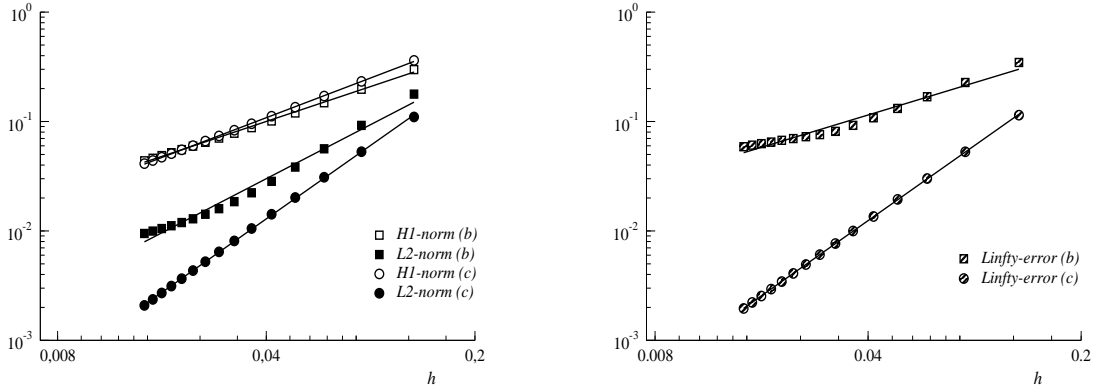 10^0
10^-1
10^-2
10^-3
0,008
0,04
0,2
h
H1-norm (b)
L2-norm (b)
H1-norm (c)
L2-norm (c)
10^0
10^-1
10^-2
10^-3
0.008
0.04
0.2
h
Linfty-error (b)
Linfty-error (c)